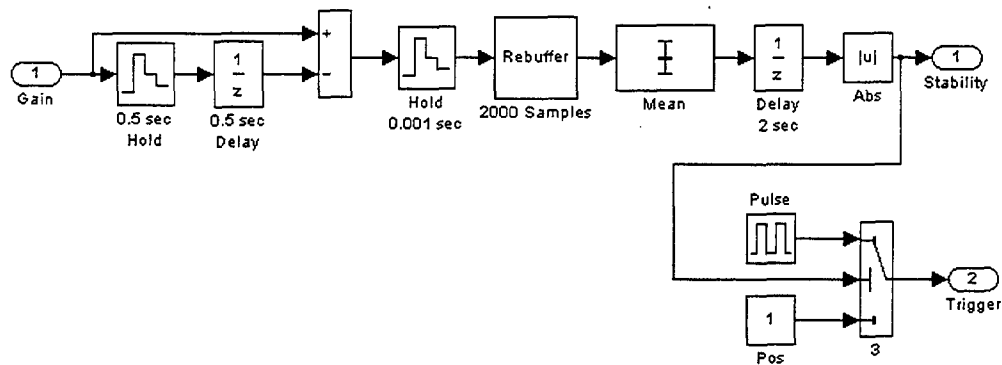 1
Gain
0.5 sec
Hold
1
z
0.5 sec
Delay
+
−
Hold
0.001 sec
Rebuffer
2000 Samples
Mean
1
z
Delay
2 sec
|u|
Abs
1
Stability
Pulse
1
Pos
3
2
Trigger